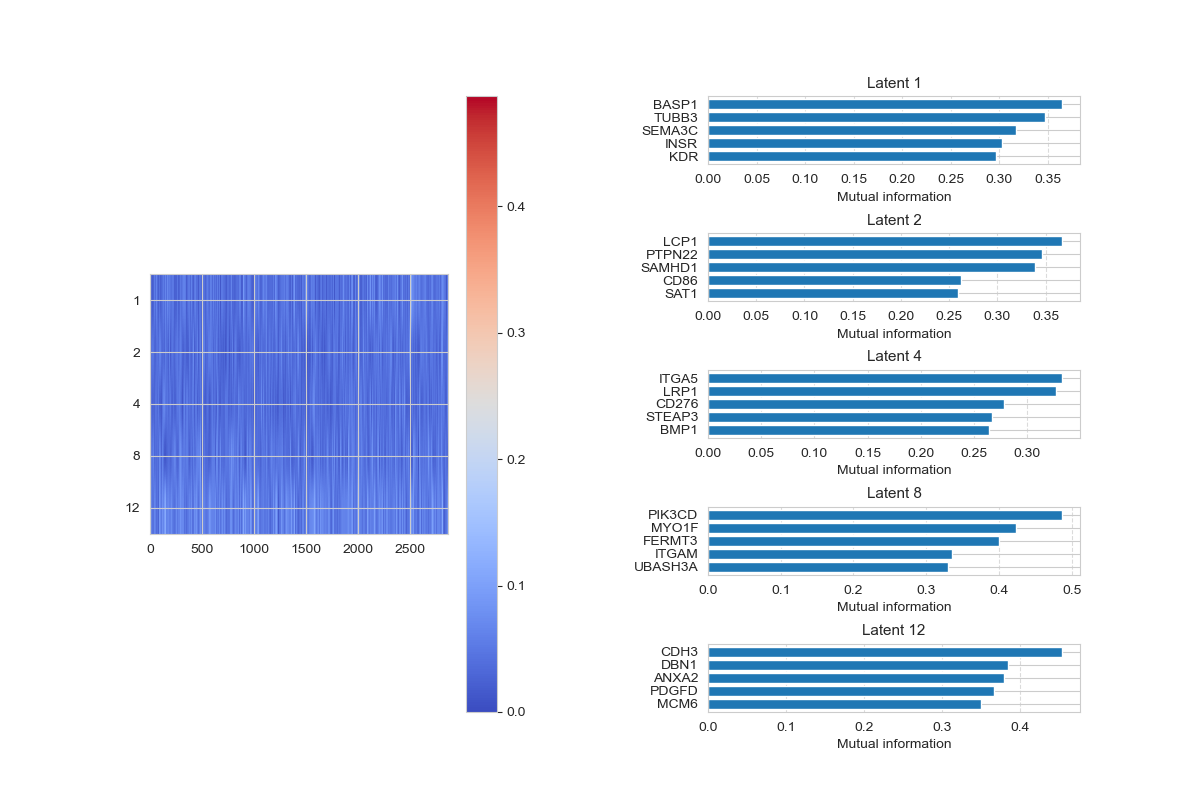 1
2
4
8
12
0 500 1000 1500 2000 2500
0.4
0.3
0.2
0.1
0.0
Latent 1
BASP1
TUBB3
SEMA3C
INSR
KDR
0.00 0.05 0.10 0.15 0.20 0.25 0.30 0.35
Mutual information
Latent 2
LCP1
PTPN22
SAMHD1
CD86
SAT1
0.00 0.05 0.10 0.15 0.20 0.25 0.30 0.35
Mutual information
Latent 4
ITGA5
LRP1
CD276
STEAP3
BMP1
0.00 0.05 0.10 0.15 0.20 0.25 0.30
Mutual information
Latent 8
PIK3CD
MYO1F
FERMT3
ITGAM
UBASH3A
0.0 0.1 0.2 0.3 0.4 0.5
Mutual information
Latent 12
CDH3
DBN1
ANXA2
PDGFD
MCM6
0.0 0.1 0.2 0.3 0.4
Mutual information